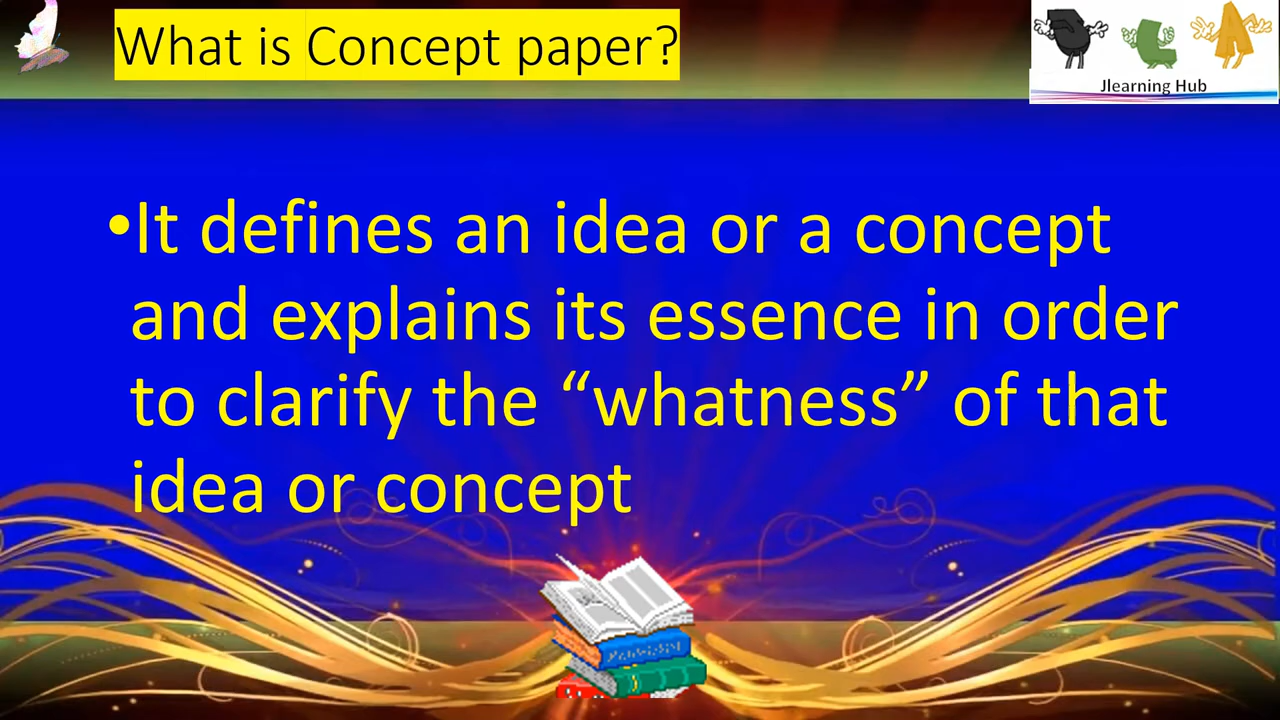 What is Concept paper?
Jlearning Hub
•It defines an idea or a concept
and explains its essence in order
to clarify the “whatness” of that
idea or concept